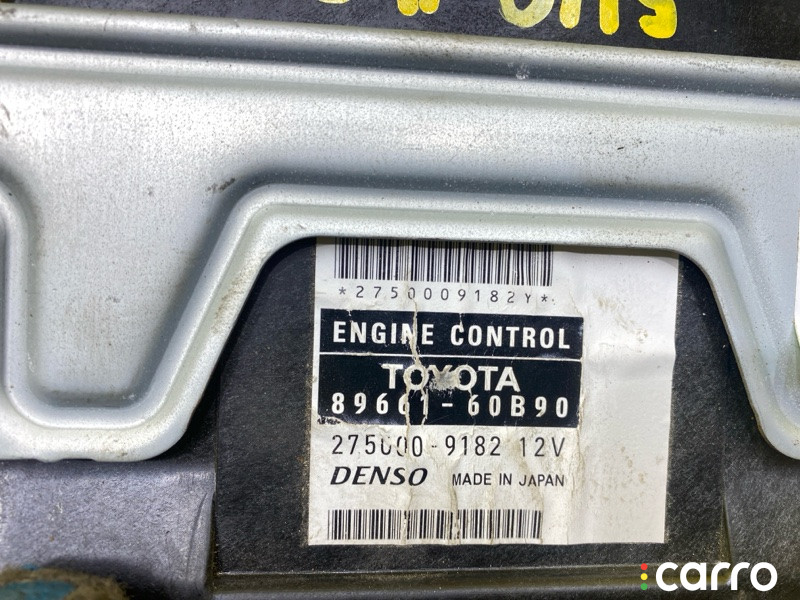 *2750009182Y*
ENGINE CONTROL
TOYOTA
89661-60B90
275000-9182 12V
DENSO MADE IN JAPAN
carro